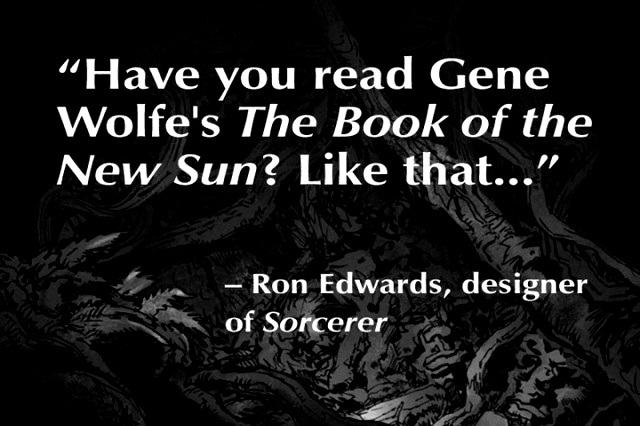 “Have you read Gene
Wolfe's The Book of the
New Sun? Like that...”
– Ron Edwards, designer
of Sorcerer